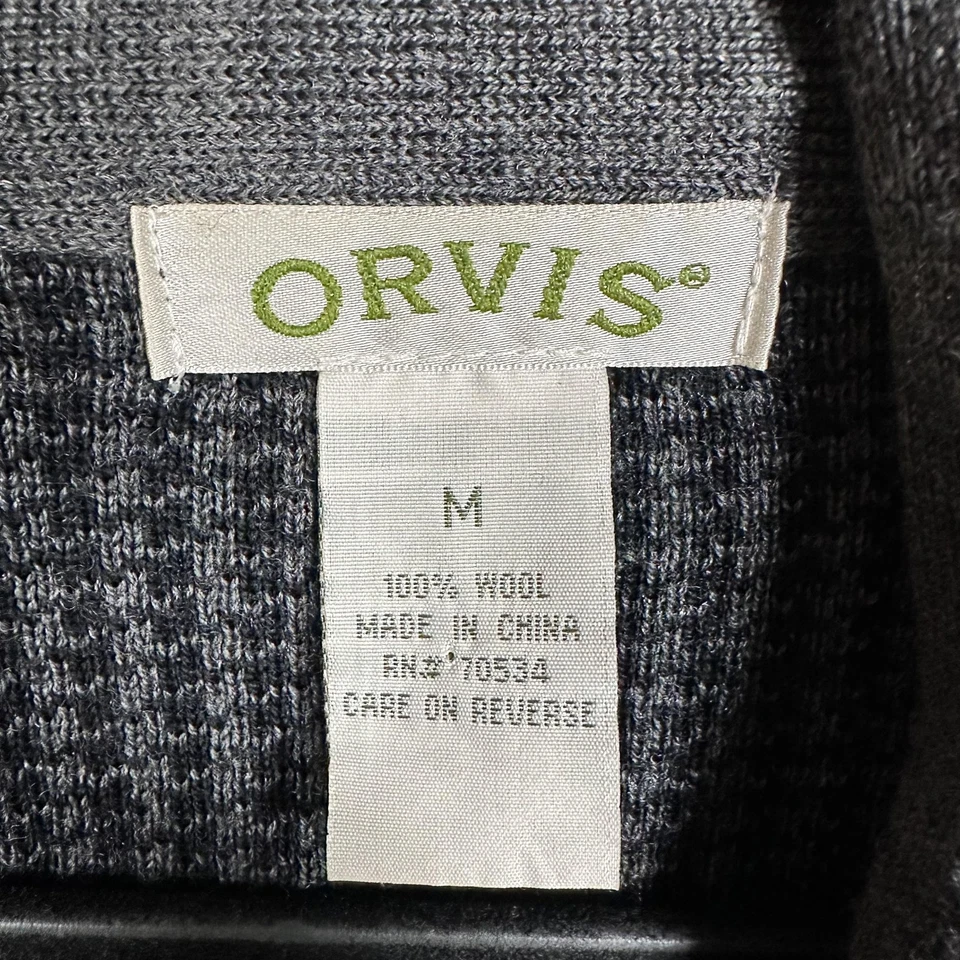 ORVIS®
M
100% WOOL
MADE IN CHINA
RN# 70534
CARE ON REVERSE